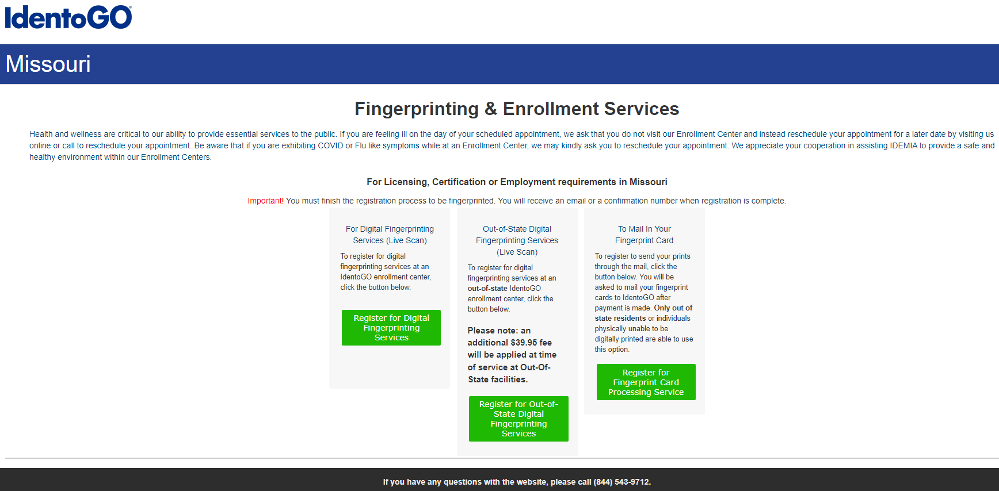 IdentoGO®
Missouri
Fingerprinting & Enrollment Services
Health and wellness are critical to our ability to provide essential services to the public. If you are feeling ill on the day of your scheduled appointment, we ask that you do not visit our Enrollment Center and instead reschedule your appointment for a later date by visiting us
online or call to reschedule your appointment. Be aware that if you are exhibiting COVID or Flu like symptoms while at an Enrollment Center, we may kindly ask you to reschedule your appointment. We appreciate your cooperation in assisting IDEMIA to provide a safe and
healthy environment within our Enrollment Centers.
For Licensing, Certification or Employment requirements in Missouri
Important! You must finish the registration process to be fingerprinted. You will receive an email or a confirmation number when registration is complete.
For Digital Fingerprinting
Services (Live Scan)
To register for digital
fingerprinting services at an
IdentoGO enrollment center,
click the button below.
Register for Digital
Fingerprinting
Services
Out-of-State Digital
Fingerprinting Services
(Live Scan)
To register for digital
fingerprinting services at an
out-of-state IdentoGO
enrollment center, click the
button below.
Please note: an
additional $39.95 fee
will be applied at time
of service at Out-Of-
State facilities.
Register for Out-of-
State Digital
Fingerprinting
Services
To Mail In Your
Fingerprint Card
To register to send your prints
through the mail, click the
button below. You will be
asked to mail your fingerprint
cards to IdentoGO after
payment is made. Only out of
state residents or individuals
physically unable to be
digitally printed are able to use
this option.
Register for
Fingerprint Card
Processing Service
If you have any questions with the website, please call (844) 543-9712.